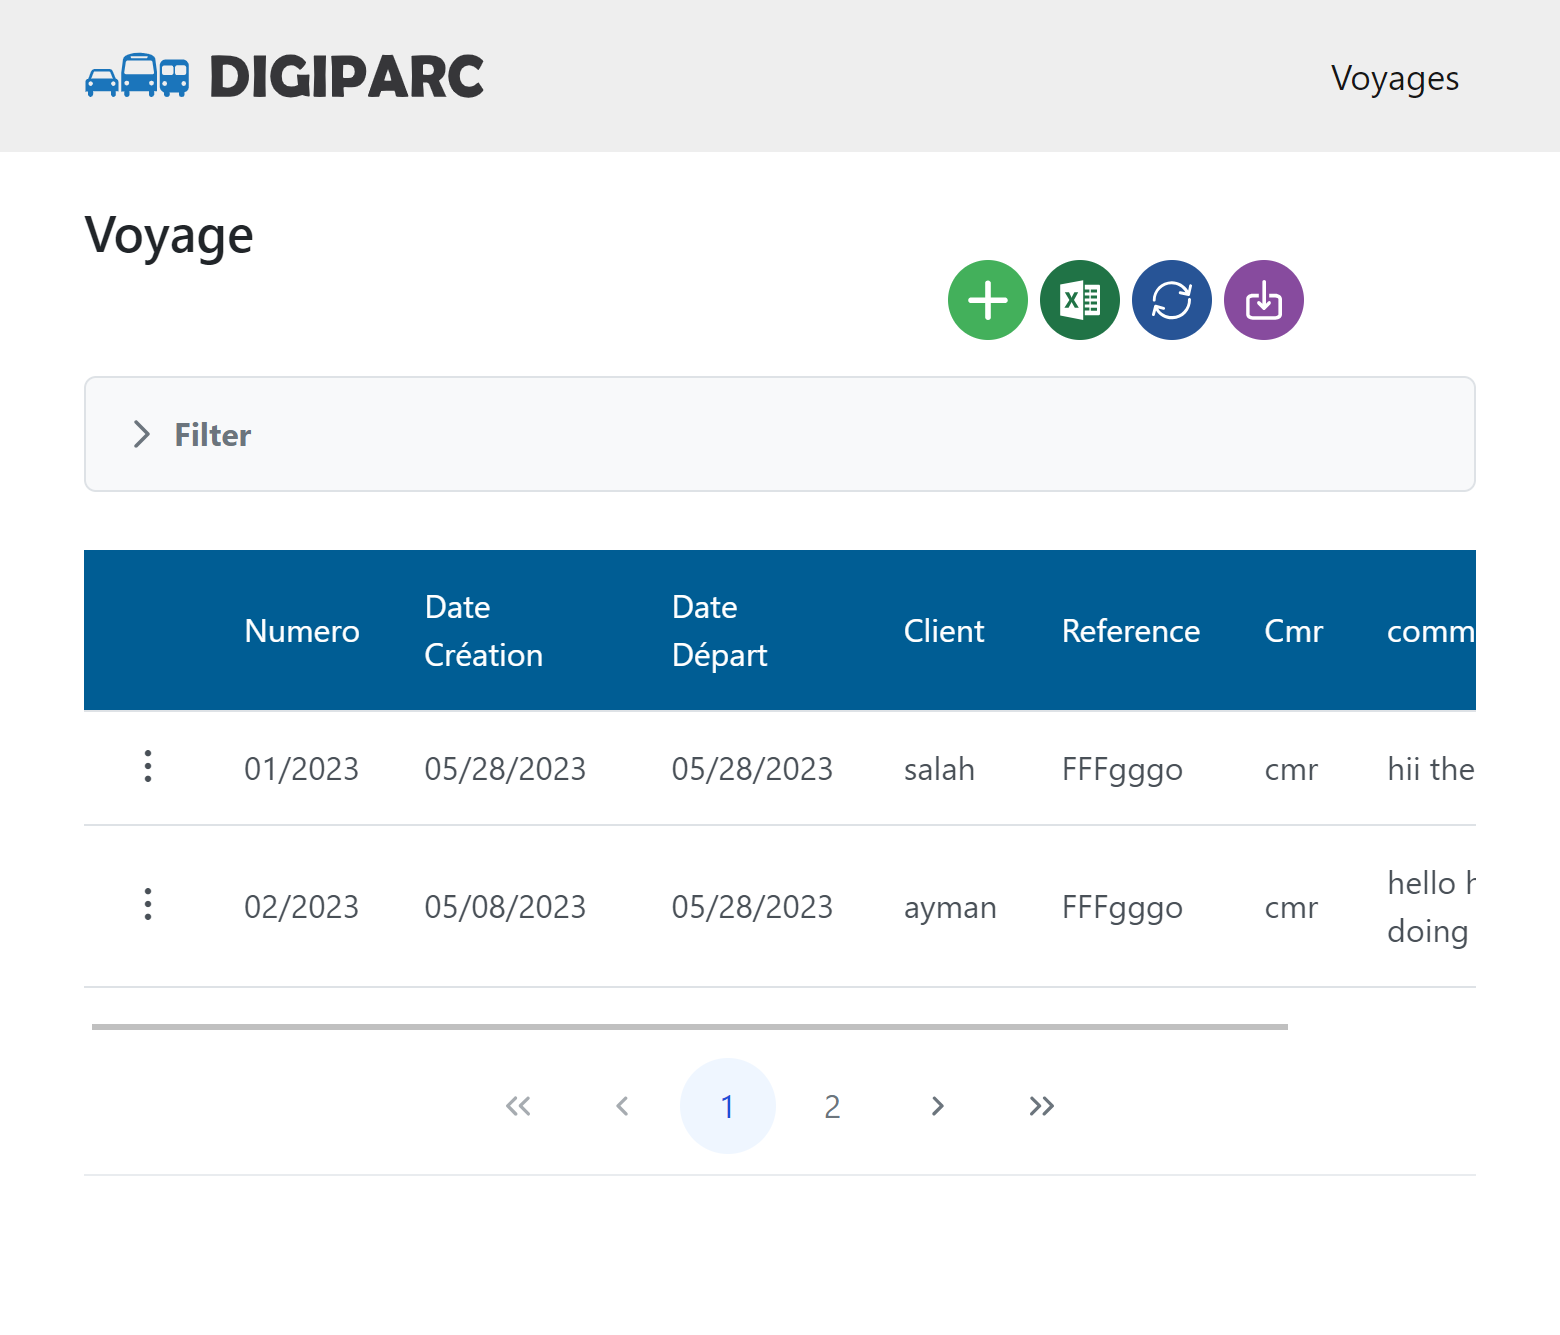 DIGIPARC
Voyages
Voyage
Filter
Numero Date Création Date Départ Client Reference Cmr comm
01/2023 05/28/2023 05/28/2023 salah FFFgggo cmr hii the
02/2023 05/08/2023 05/28/2023 ayman FFFgggo cmr hello
doing
1 2